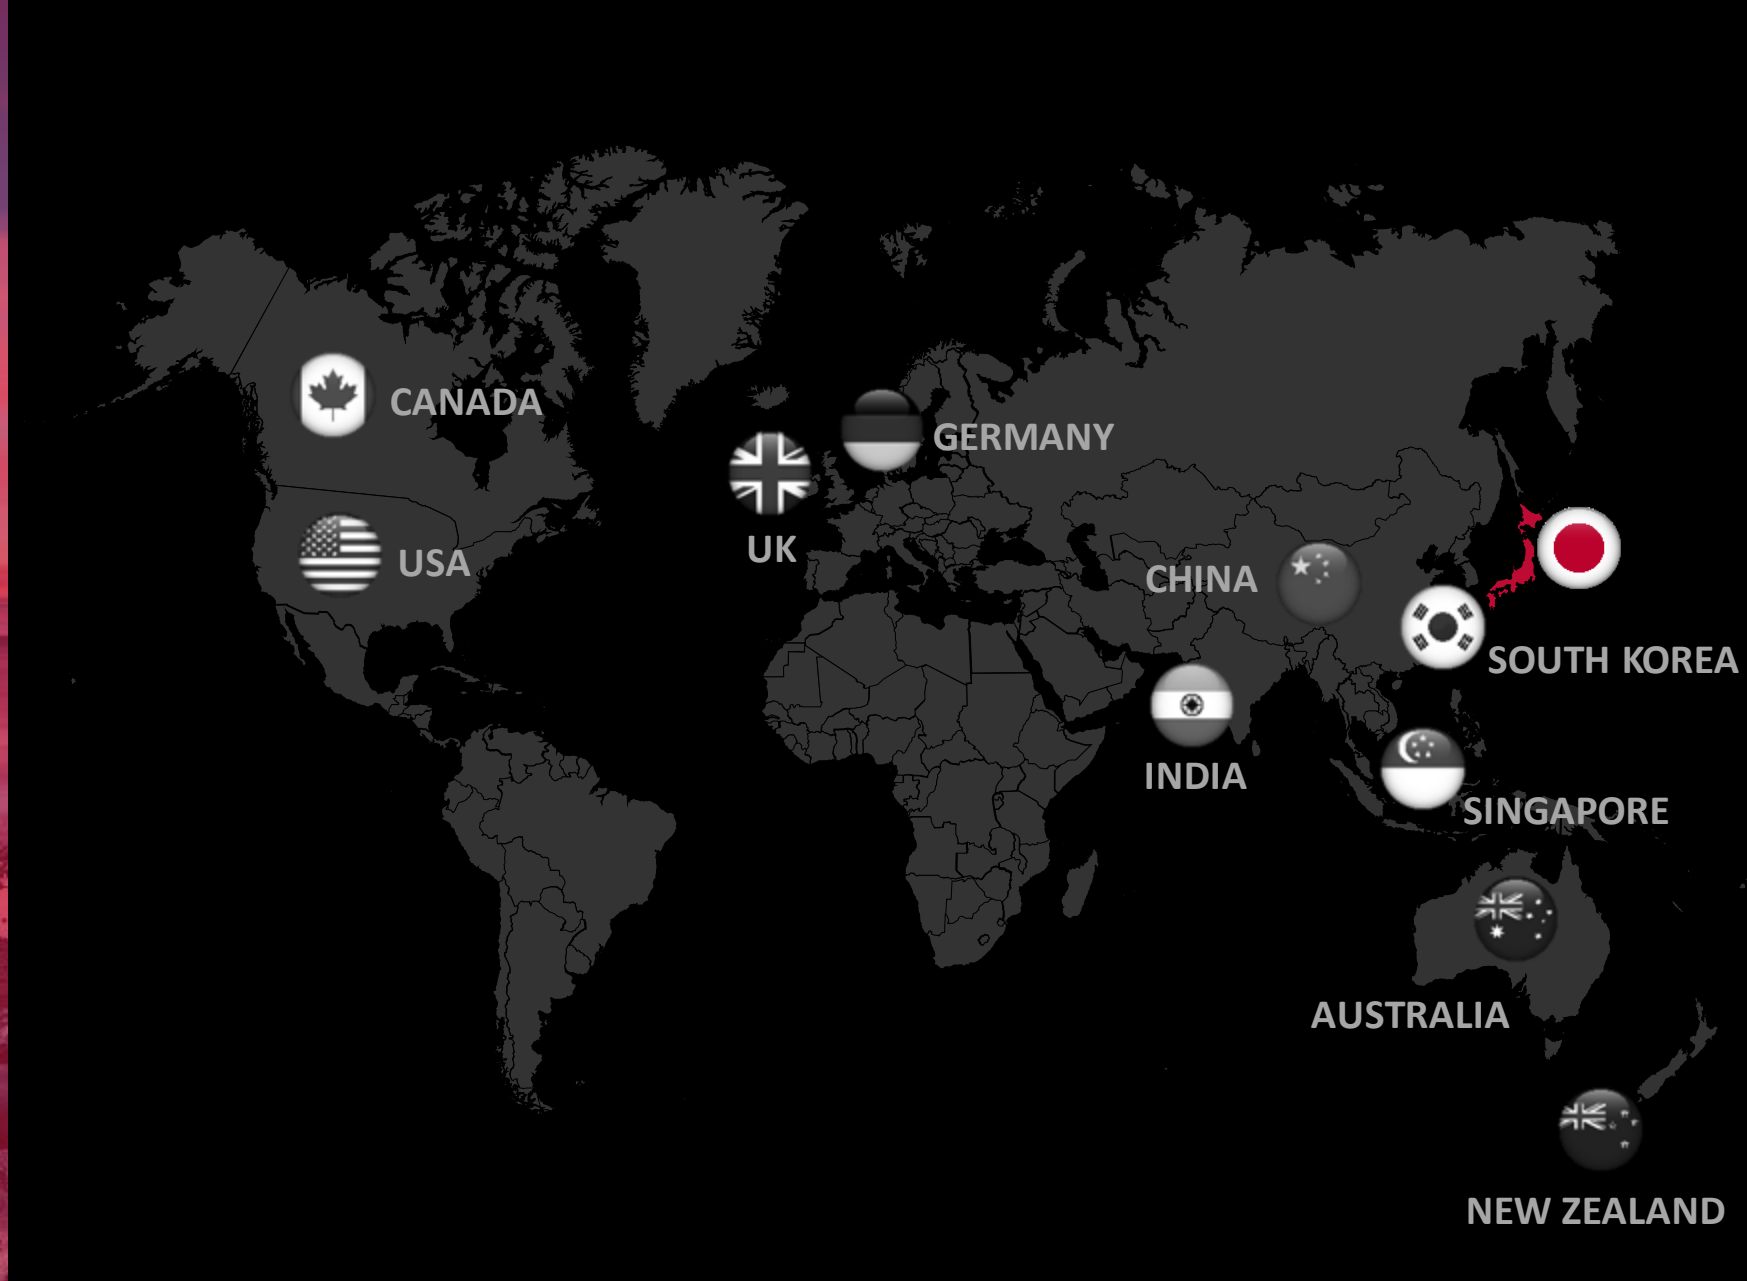 CANADA
GERMANY
UK
USA
CHINA
SOUTH KOREA
INDIA
SINGAPORE
AUSTRALIA
NEW ZEALAND